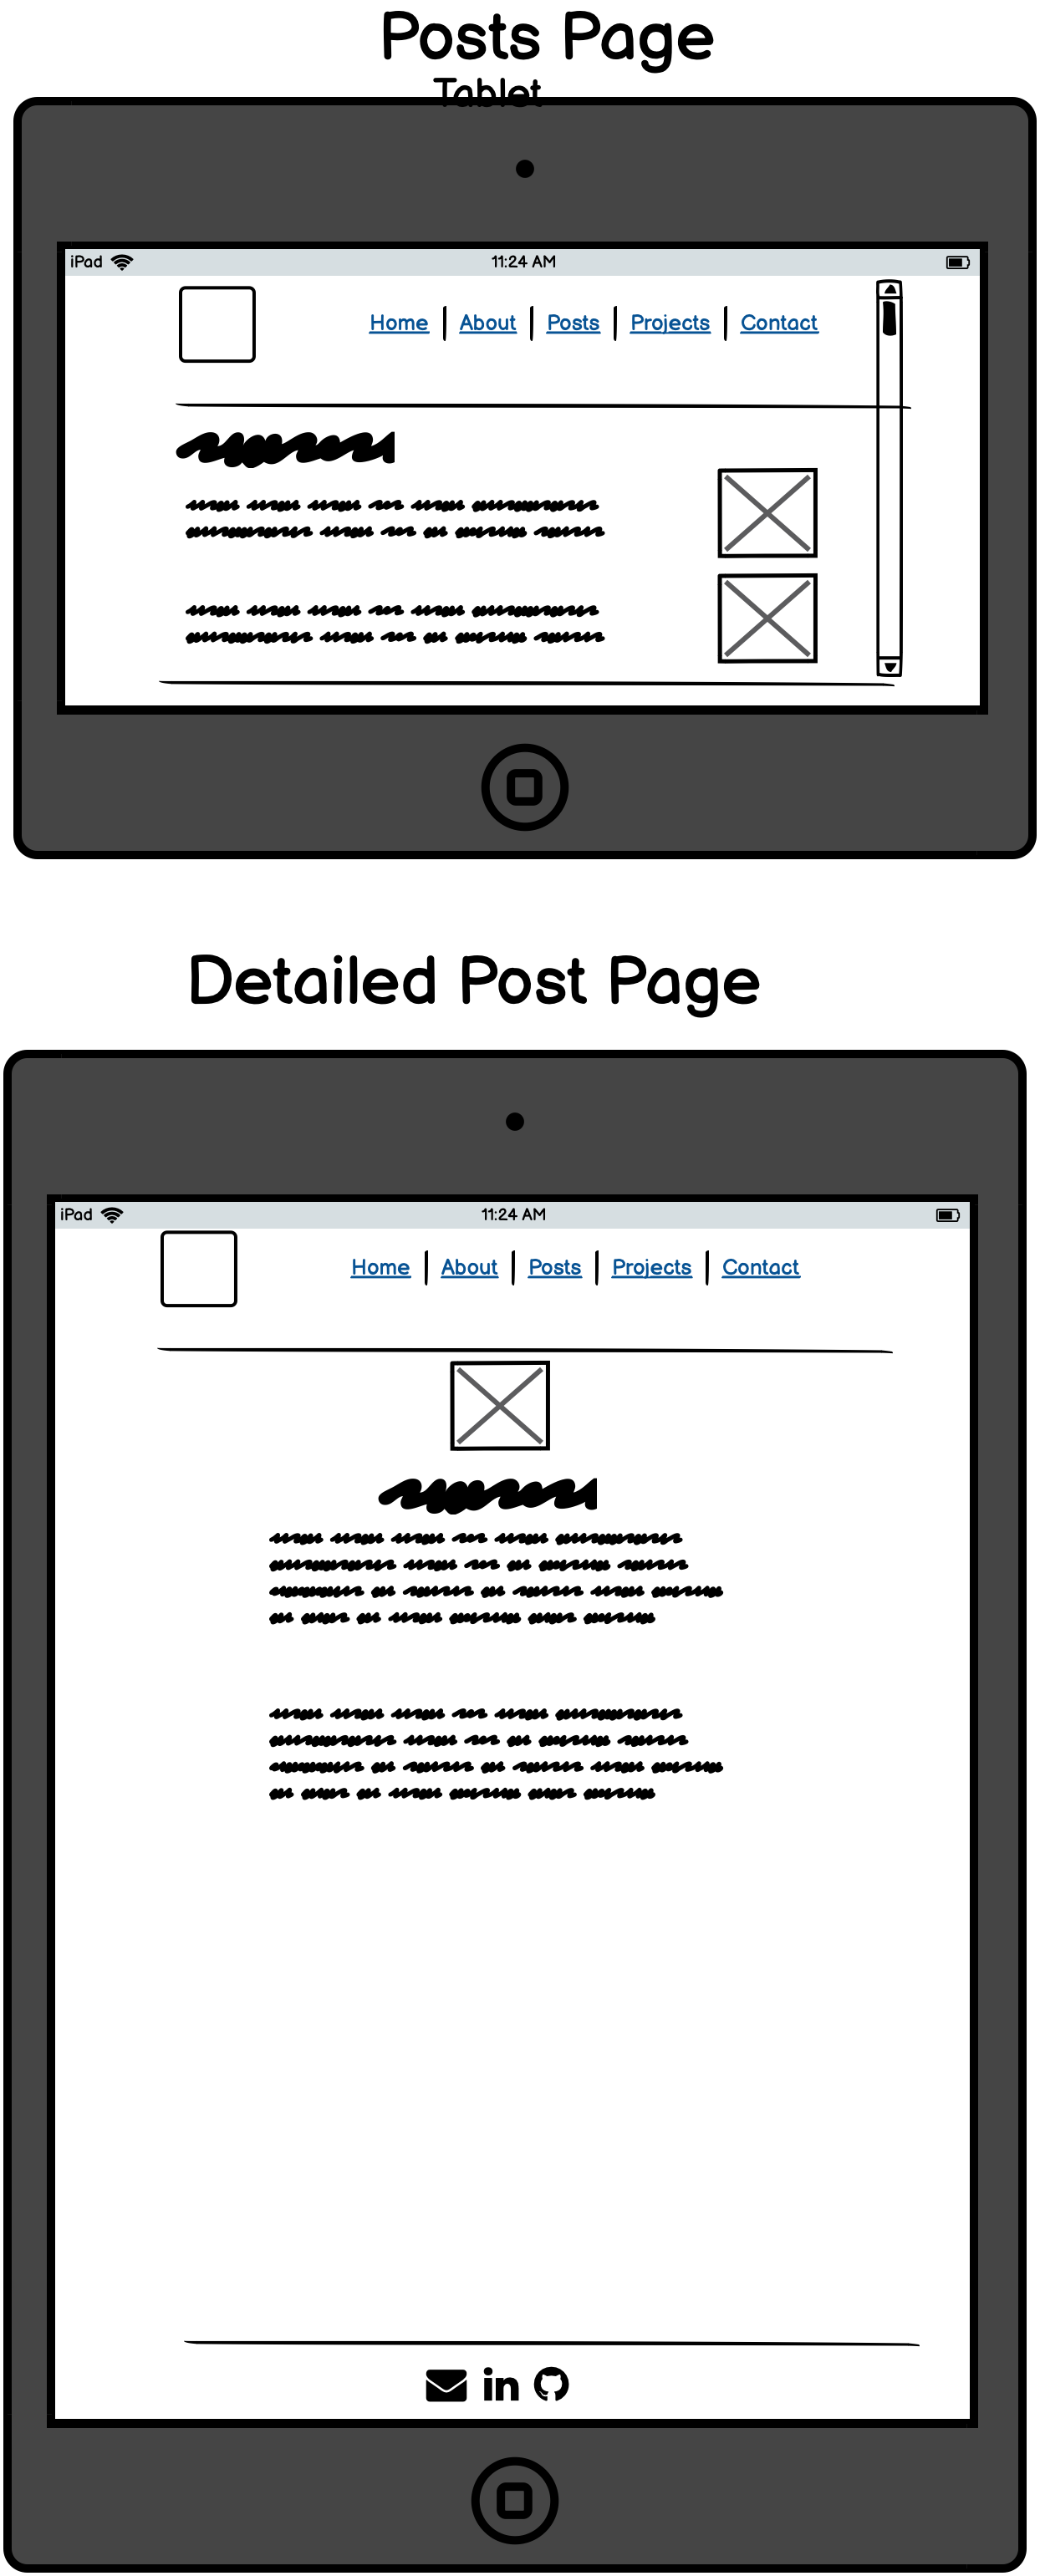 Posts Page
Tablet
iPad 11:24 AM
Home About Posts Projects Contact
Detailed Post Page
iPad 11:24 AM
Home About Posts Projects Contact
in